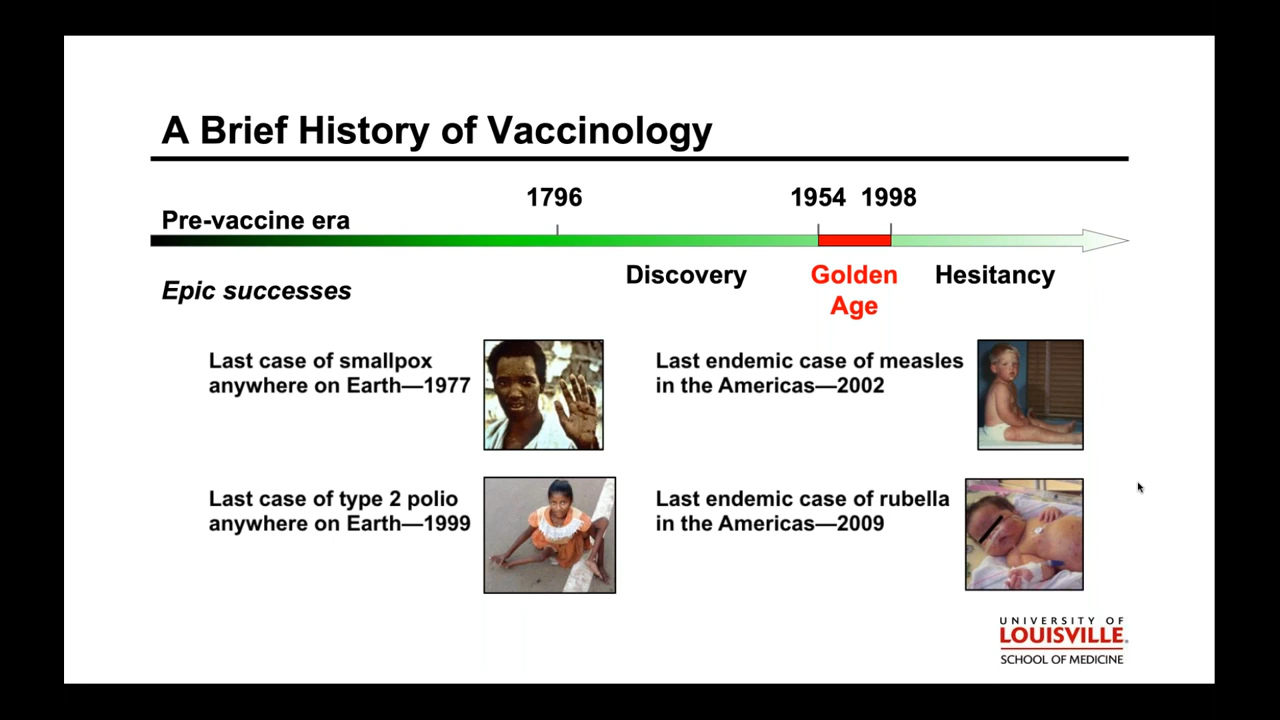 A Brief History of Vaccinology
1796
1954 1998
Pre-vaccine era
Discovery
Golden
Age
Hesitancy
Epic successes
Last case of smallpox
anywhere on Earth—1977
Last endemic case of measles
in the Americas—2002
Last case of type 2 polio
anywhere on Earth—1999
Last endemic case of rubella
in the Americas—2009
UNIVERSITY OF
LOUISVILLE.
SCHOOL OF MEDICINE